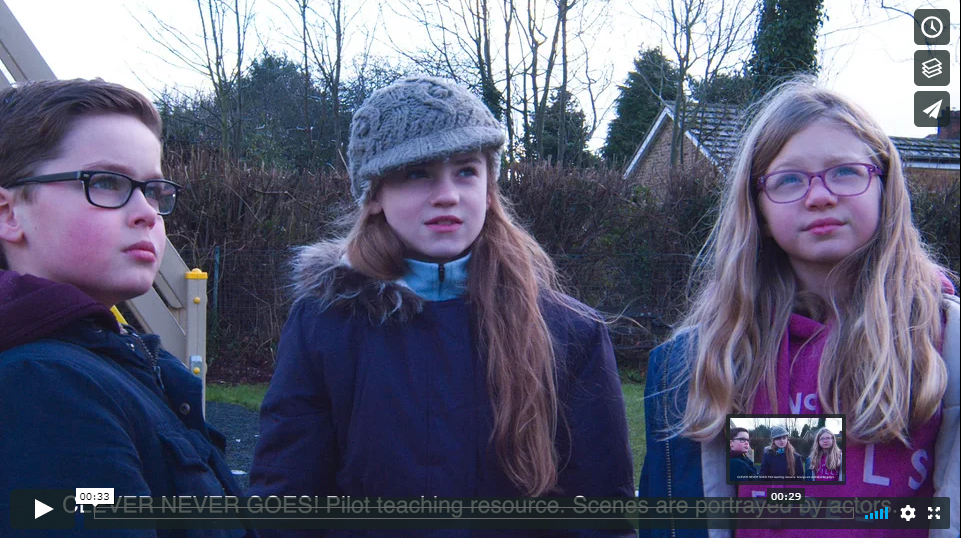 00:33
00:29
CLEVER NEVER GOES! Pilot teaching resource. Scenes are portrayed by actors.